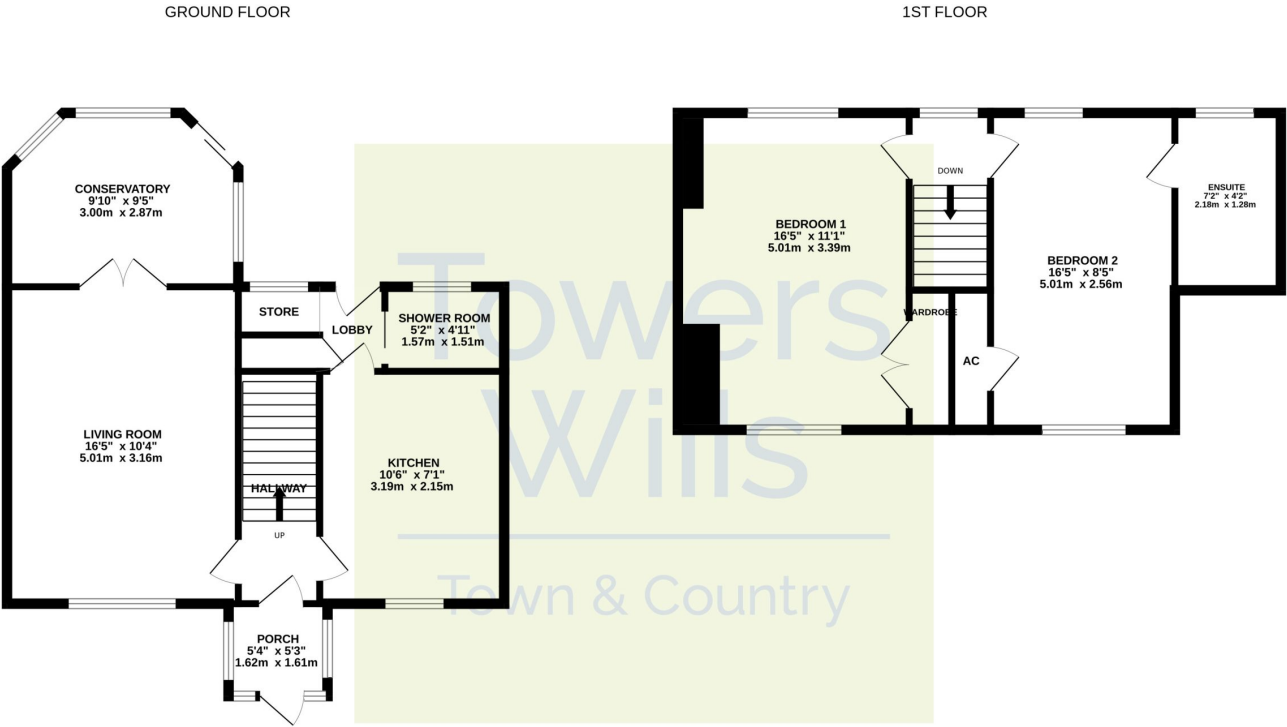 GROUND FLOOR
1ST FLOOR
CONSERVATORY
9'10" x 9'5"
3.00m x 2.87m
STORE
LOBBY
SHOWER ROOM
5'2" x 4'11"
1.57m x 1.51m
LIVING ROOM
16'5" x 10'4"
5.01m x 3.16m
HALLWAY
UP
KITCHEN
10'6" x 7'1"
3.19m x 2.15m
PORCH
5'4" x 5'3"
1.62m x 1.61m
BEDROOM 1
16'5" x 11'1"
5.01m x 3.39m
DOWN
WARDROBE
AC
BEDROOM 2
16'5" x 8'5"
5.01m x 2.56m
ENSUITE
7'2" x 4'2"
2.18m x 1.28m
Towers
Wills
Town & Country